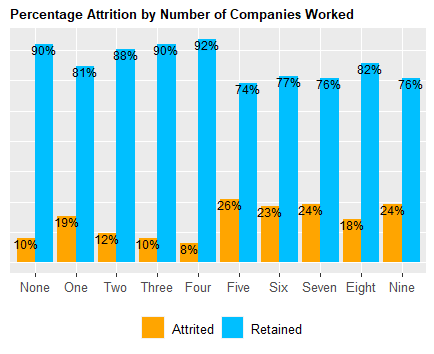 Percentage Attrition by Number of Companies Worked
90% 81% 88% 90% 92% 74% 77% 76% 82% 76%
10% 19% 12% 10% 8% 26% 23% 24% 18% 24%
None One Two Three Four Five Six Seven Eight Nine
Attrited Retained